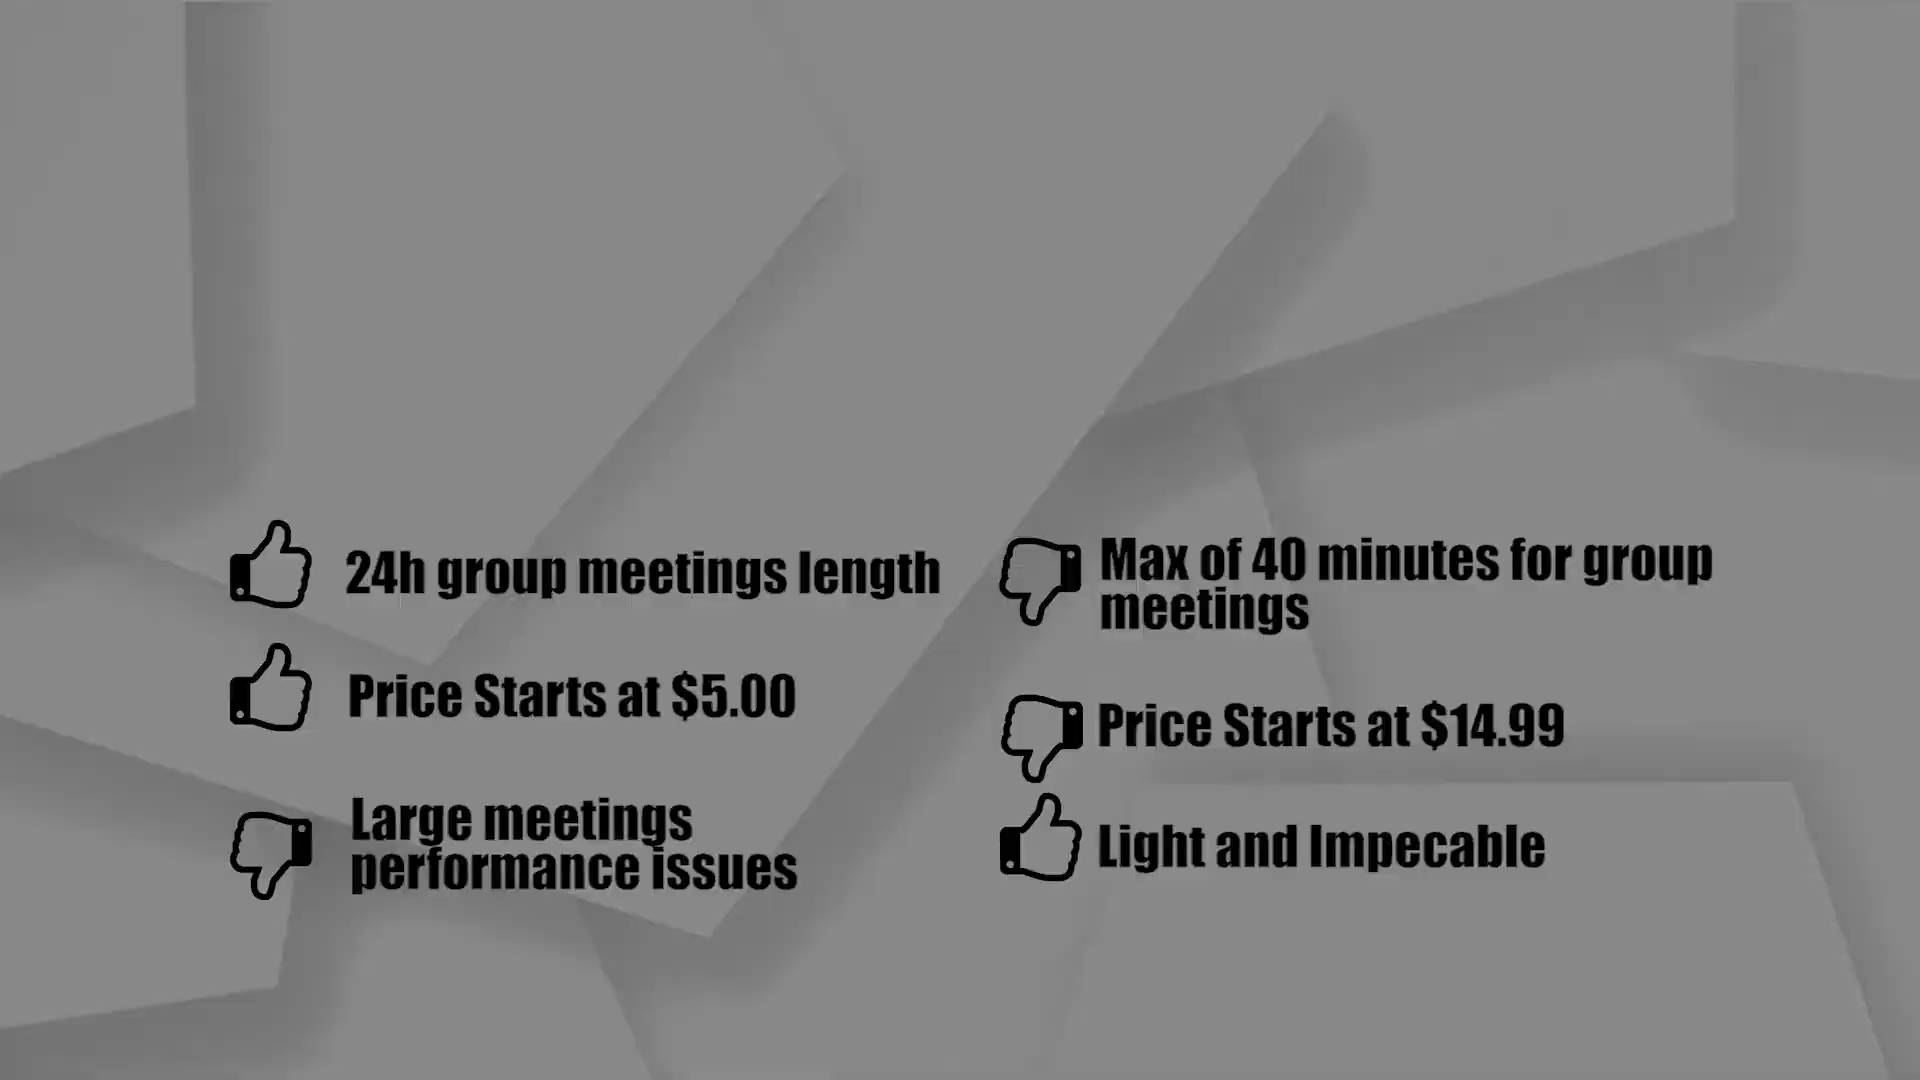 24h group meetings length
Price Starts at $5.00
Large meetings
performance issues
Max of 40 minutes for group
meetings
Price Starts at $14.99
Light and Impecable